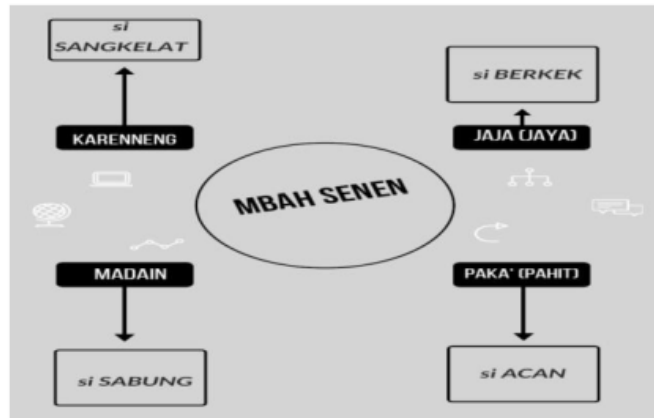 si
SANGKELAT
si BERKEK
KARENNENG
JAJA (JAYA)
MBAH SENEN
MADAIN
PAKA' (PAHIT)
si SABUNG
si ACAN